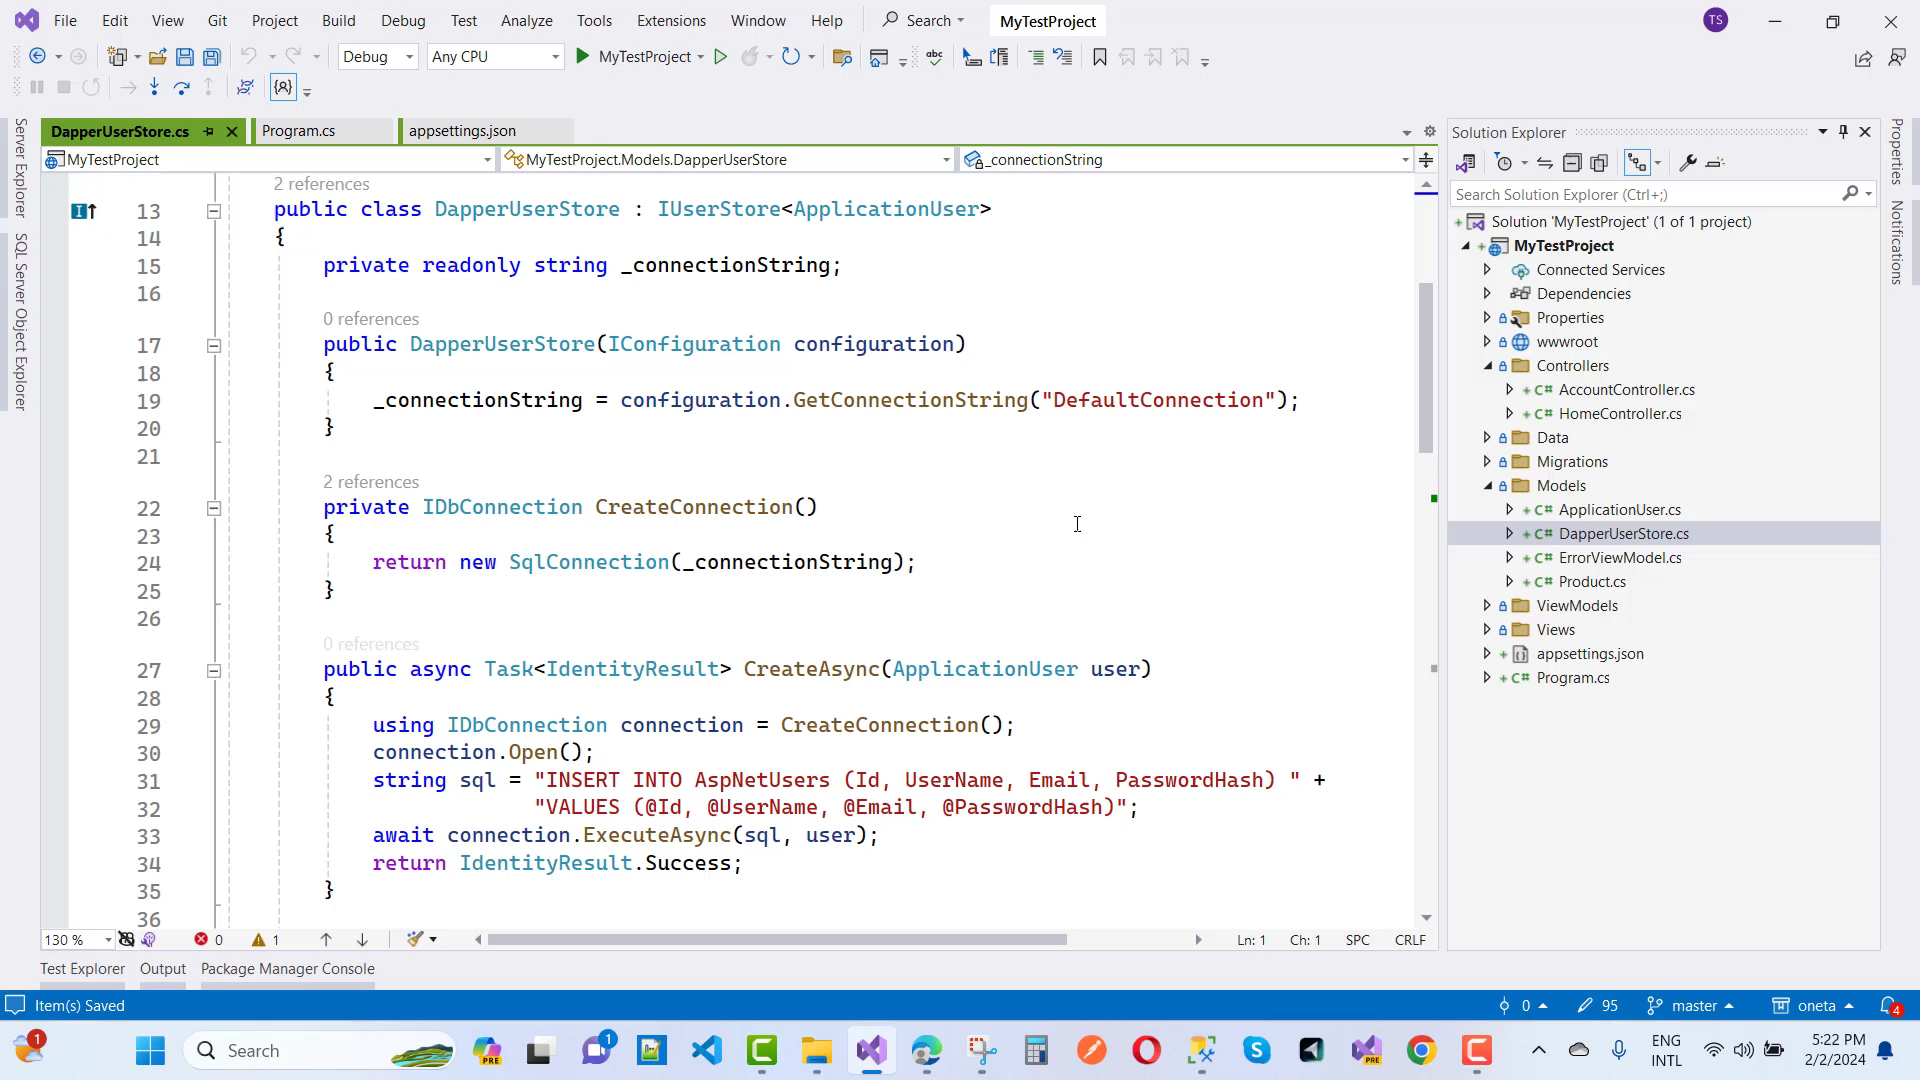 File Edit View Git Project Build Debug Test Analyze Tools Extensions Window Help Search MyTestProject TS
Debug Any CPU MyTestProject abc
DapperUserStore.cs Program.cs appsettings.json
MyTestProject MyTestProject.Models.DapperUserStore _connectionString
2 references
13 public class DapperUserStore : IUserStore<ApplicationUser>
14 {
15 private readonly string _connectionString;
16
0 references
17 public DapperUserStore(IConfiguration configuration)
18 {
19 _connectionString = configuration.GetConnectionString("DefaultConnection");
20 }
21
2 references
22 private IDbConnection CreateConnection()
23 {
24 return new SqlConnection(_connectionString);
25 }
26
0 references
27 public async Task<IdentityResult> CreateAsync(ApplicationUser user)
28 {
29 using IDbConnection connection = CreateConnection();
30 connection.Open();
31 string sql = "INSERT INTO AspNetUsers (Id, UserName, Email, PasswordHash) " +
32 "VALUES (@Id, @UserName, @Email, @PasswordHash)";
33 await connection.ExecuteAsync(sql, user);
34 return IdentityResult.Success;
35 }
36
130 % 0 1 Ln: 1 Ch: 1 SPC CRLF
Server Explorer
SQL Server Object Explorer
Solution Explorer
Search Solution Explorer (Ctrl+;)
Solution 'MyTestProject' (1 of 1 project)
MyTestProject
Connected Services
Dependencies
Properties
wwwroot
Controllers
C# AccountController.cs
C# HomeController.cs
Data
Migrations
Models
C# ApplicationUser.cs
C# DapperUserStore.cs
C# ErrorViewModel.cs
C# Product.cs
ViewModels
Views
appsettings.json
C# Program.cs
Properties
Notifications
Test Explorer Output Package Manager Console
Item(s) Saved 0 95 master oneta 4
1 Search PRE 1 PRE ENG
INTL
5:22 PM
2/2/2024